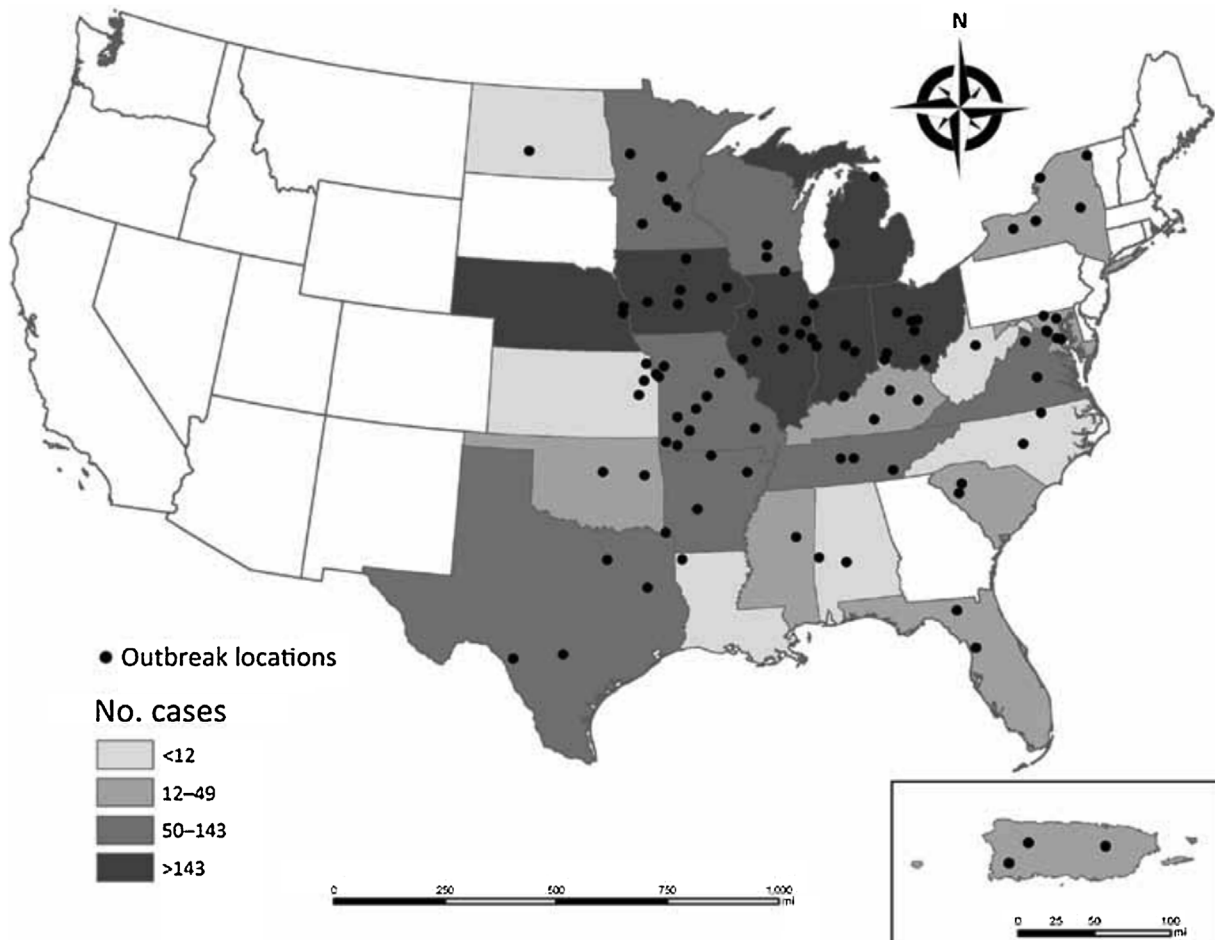 N
Outbreak locations
No. cases
<12
12–49
50–143
>143
0 250 500 750 1,000
mi
0 25 50 100
mi